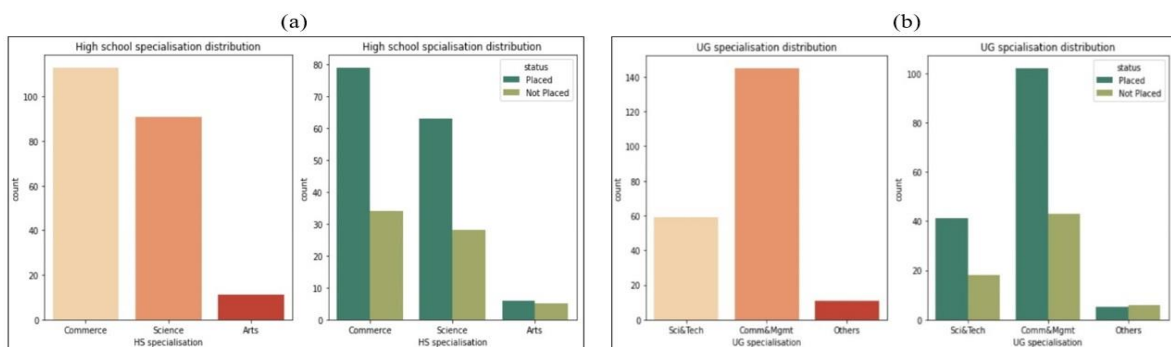 (a)
High school specialisation distribution
count
100
80
60
40
20
0
Commerce Science Arts
HS specialisation
High school spcialisation distribution
status
Placed
Not Placed
count
80
70
60
50
40
30
20
10
0
Commerce Science Arts
HS specialisation
(b)
UG specialisation distribution
count
140
120
100
80
60
40
20
0
Sci&Tech Comm&Mgmt Others
UG specialisation
UG spcialisation distribution
status
Placed
Not Placed
count
100
80
60
40
20
0
Sci&Tech Comm&Mgmt Others
UG specialisation